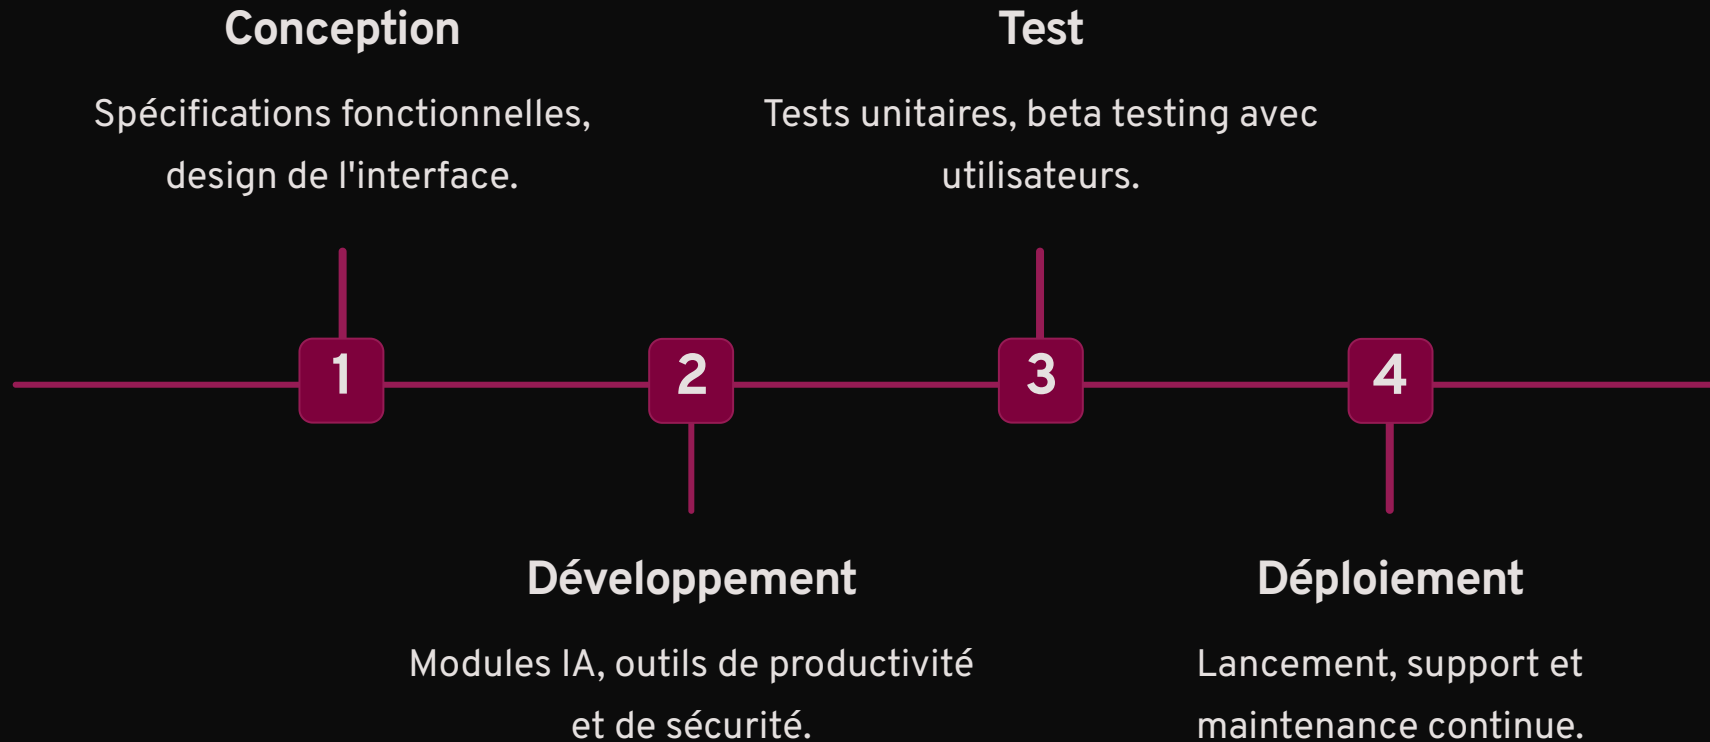 Conception
Spécifications fonctionnelles,
design de l'interface.
Test
Tests unitaires, beta testing avec
utilisateurs.
1
2
3
4
Développement
Modules IA, outils de productivité
et de sécurité.
Déploiement
Lancement, support et
maintenance continue.